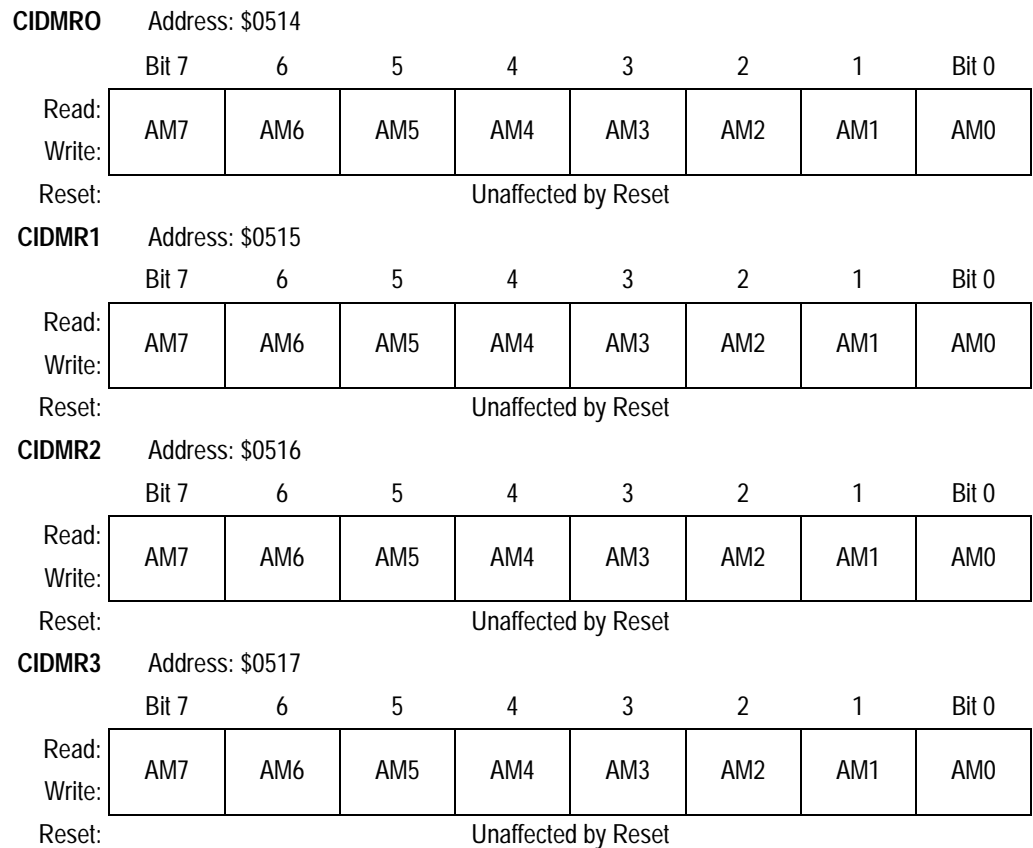 CIDMRO Address: $0514
Bit 7 6 5 4 3 2 1 Bit 0
Read:
AM7 AM6 AM5 AM4 AM3 AM2 AM1 AM0
Write:
Reset: Unaffected by Reset
CIDMR1 Address: $0515
Bit 7 6 5 4 3 2 1 Bit 0
Read:
AM7 AM6 AM5 AM4 AM3 AM2 AM1 AM0
Write:
Reset: Unaffected by Reset
CIDMR2 Address: $0516
Bit 7 6 5 4 3 2 1 Bit 0
Read:
AM7 AM6 AM5 AM4 AM3 AM2 AM1 AM0
Write:
Reset: Unaffected by Reset
CIDMR3 Address: $0517
Bit 7 6 5 4 3 2 1 Bit 0
Read:
AM7 AM6 AM5 AM4 AM3 AM2 AM1 AM0
Write:
Reset: Unaffected by Reset